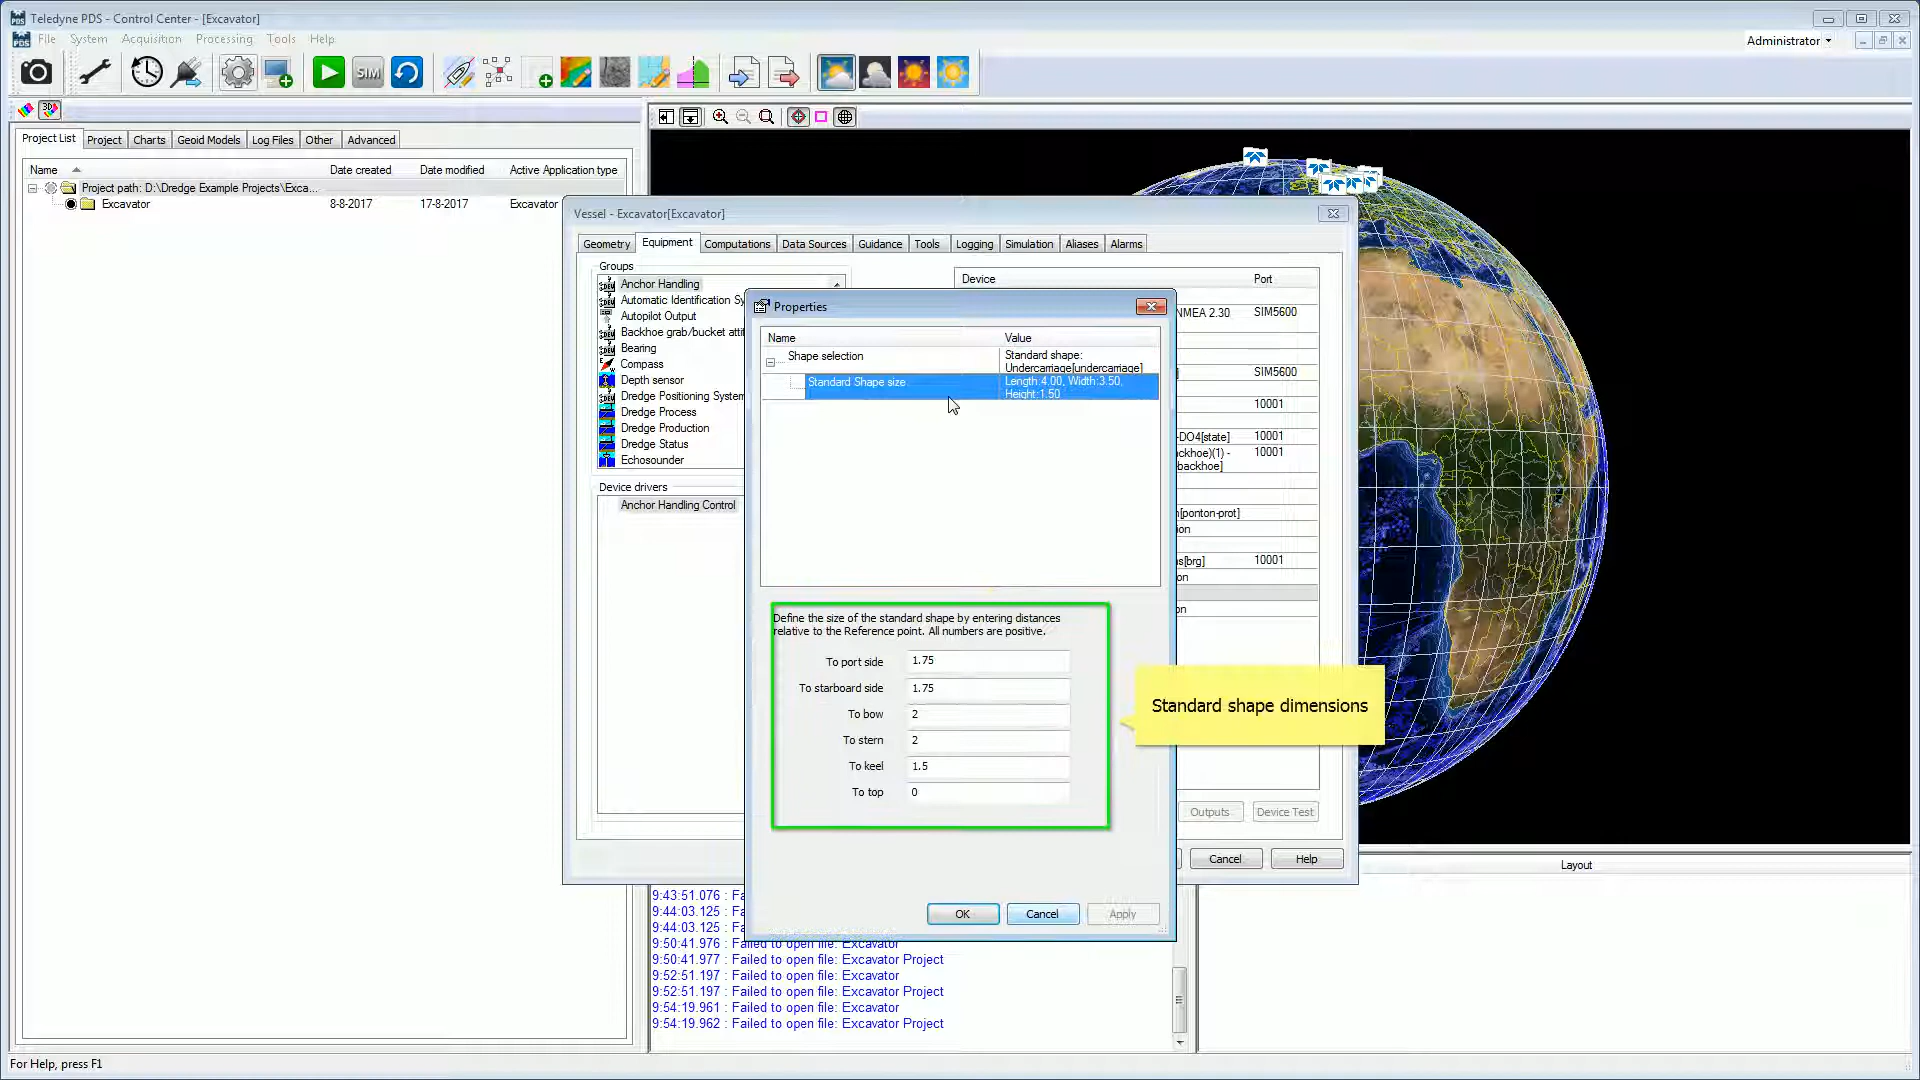 Teledyne PDS - Control Center - [Excavator]
File System Acquisition Processing Tools Help
Administrator
SIM
3D
Project List Project Charts Geoid Models Log Files Other Advanced
Name Date created Date modified Active Application type
Project path: D:\Dredge Example Projects\Exca...
Excavator 8-8-2017 17-8-2017 Excavator
Vessel - Excavator[Excavator]
Geometry Equipment Computations Data Sources Guidance Tools Logging Simulation Aliases Alarms
Groups
Anchor Handling
Automatic Identification Sy
Autopilot Output
Backhoe grab/bucket atti
Bearing
Compass
Depth sensor
Dredge Positioning System
Dredge Process
Dredge Production
Dredge Status
Echosounder
Device drivers
Anchor Handling Control
Device Port
NMEA 2.30 SIM5600
] SIM5600
10001
-DO4[state] 10001
backhoe)(1) - 10001
backhoe]
n[ponton-prot]
ion
s[brg] 10001
on
on
Outputs Device Test
Cancel Help
Properties
Name Value
Shape selection Standard shape:
Undercarriage[undercarriage]
Standard Shape size Length:4.00, Width:3.50,
Height:1.50
Define the size of the standard shape by entering distances
relative to the Reference point. All numbers are positive.
To port side 1.75
To starboard side 1.75
To bow 2
To stern 2
To keel 1.5
To top 0
OK Cancel Apply
Standard shape dimensions
Layout
9:43:51.076 : Fa
9:44:03.125 : Fa
9:44:03.125 : Fa
9:50:41.976 : Failed to open file: Excavator
9:50:41.977 : Failed to open file: Excavator Project
9:52:51.197 : Failed to open file: Excavator
9:52:51.197 : Failed to open file: Excavator Project
9:54:19.961 : Failed to open file: Excavator
9:54:19.962 : Failed to open file: Excavator Project
For Help, press F1